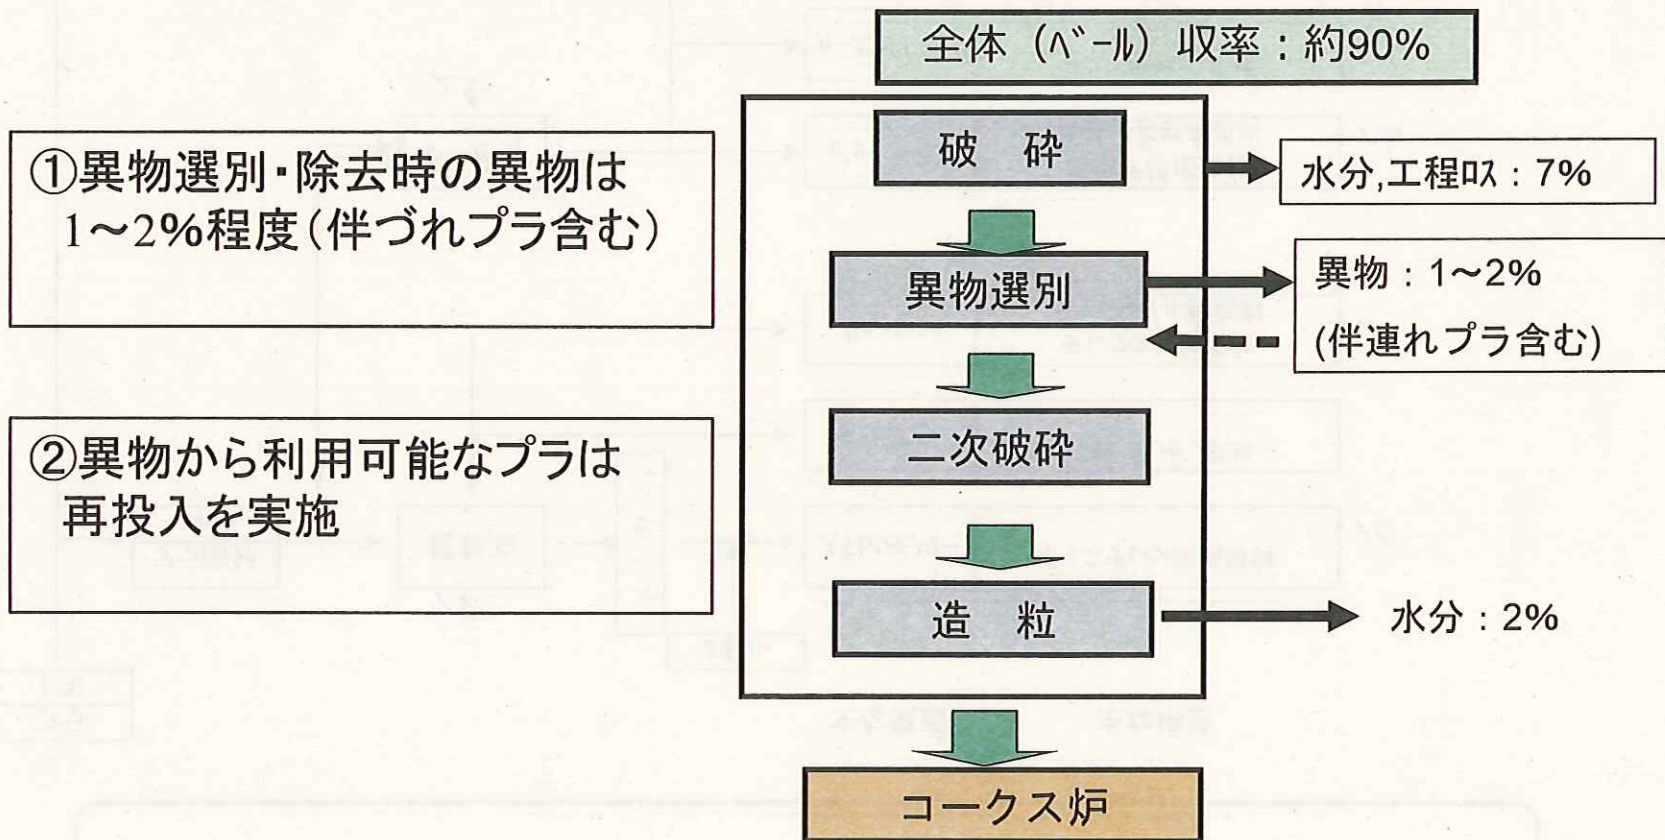 全体（ﾍﾞｰﾙ）収率：約90%
破　砕
水分,工程ﾛｽ：7%
①異物選別・除去時の異物は
1～2%程度（伴づれプラ含む）
異物選別
異物：1～2%
(伴連れプラ含む)
二次破砕
②異物から利用可能なプラは
再投入を実施
造　粒
水分：2%
コークス炉